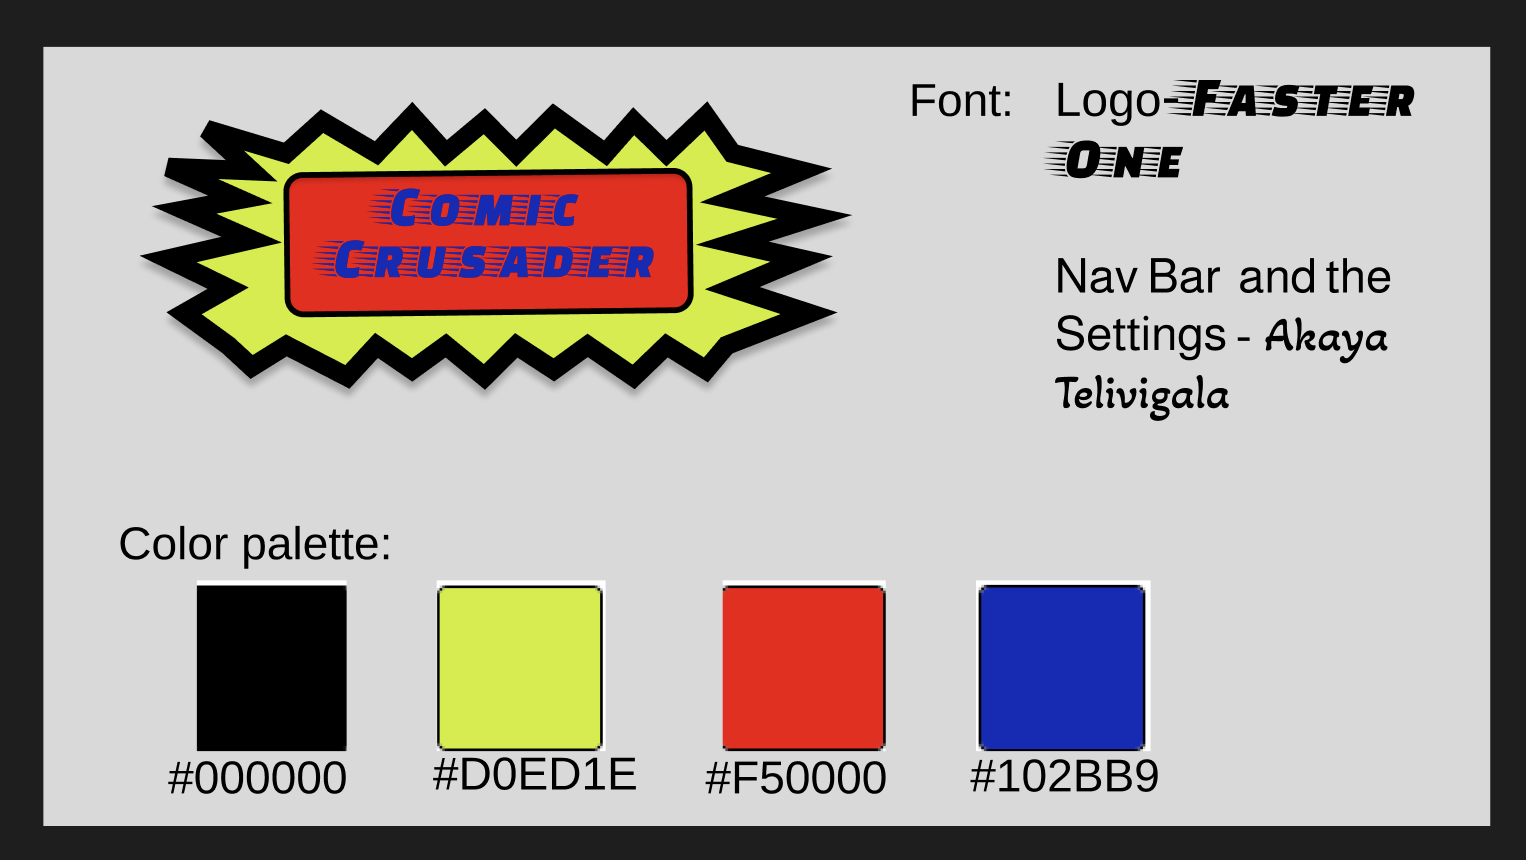 COMIC
CRUSADER
Font: Logo-FASTER
ONE
Nav Bar and the
Settings - Akaya
Telivigala
Color palette:
#000000 #D0ED1E #F50000 #102BB9